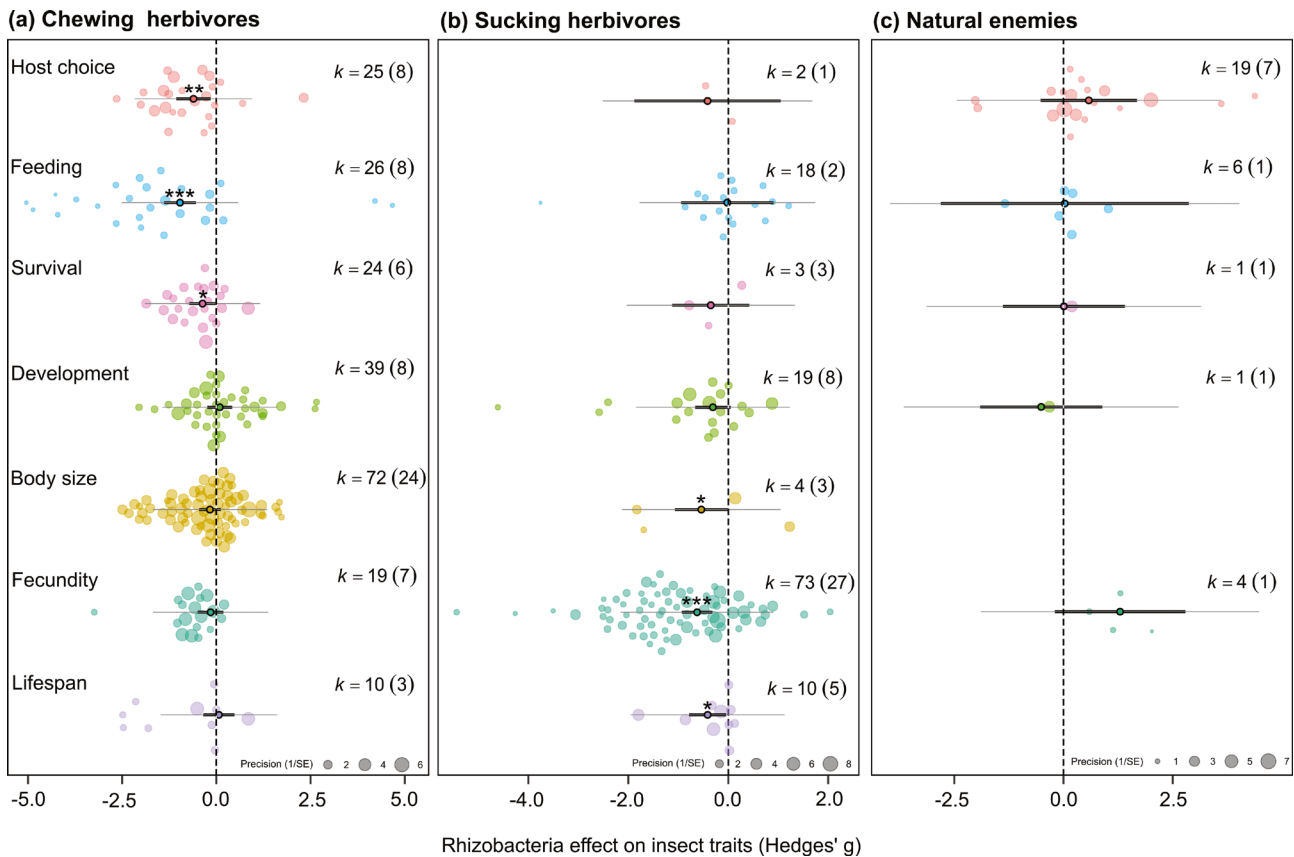 (a) Chewing herbivores
Host choice
k = 25 (8)
**
Feeding
k = 26 (8)
***
Survival
k = 24 (6)
*
Development
k = 39 (8)
Body size
k = 72 (24)
Fecundity
k = 19 (7)
Lifespan
k = 10 (3)
Precision (1/SE) 2 4 6
-5.0 -2.5 0.0 2.5 5.0
(b) Sucking herbivores
k = 2 (1)
k = 18 (2)
k = 3 (3)
k = 19 (8)
k = 4 (3)
*
k = 73 (27)
***
k = 10 (5)
*
Precision (1/SE) 2 4 6 8
-4.0 -2.0 0.0 2.0
(c) Natural enemies
k = 19 (7)
k = 6 (1)
k = 1 (1)
k = 1 (1)
k = 4 (1)
Precision (1/SE) 1 3 5 7
-2.5 0.0 2.5
Rhizobacteria effect on insect traits (Hedges' g)